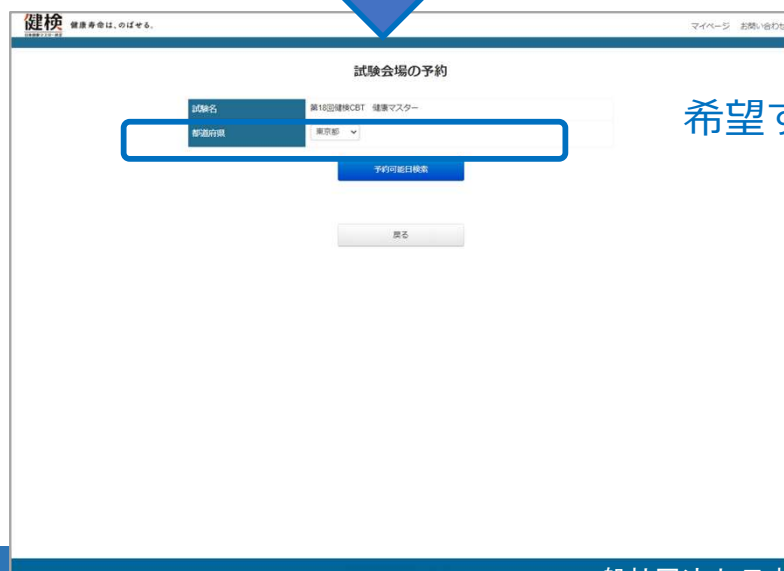 健検 健康寿命は、のばせる。
マイページ お問い合わせ
試験会場の予約
希望す
試験名 第18回健検CBT 健康マスター
都道府県 東京都
予約可能日検索
戻る